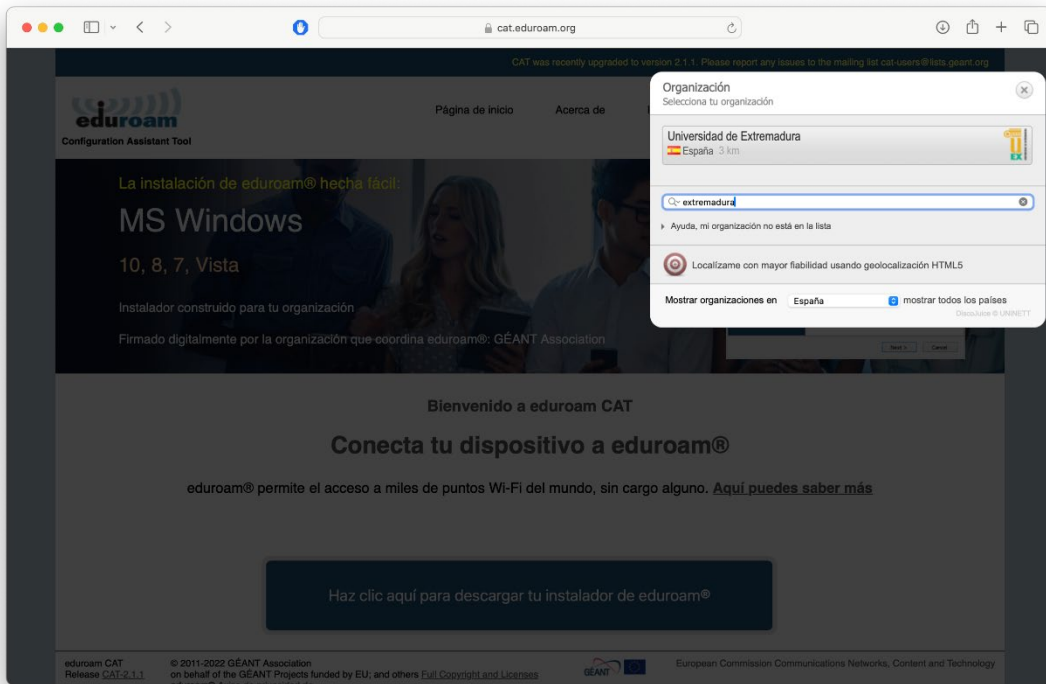 cat.eduroam.org
CAT was recently upgraded to version 2.1.1. Please report any issues to the mailing list cat-users@lists.geant.org
eduroam
Configuration Assistant Tool
Página de inicio
Acerca de
Organización
Selecciona tu organización
Universidad de Extremadura
España 3 km
EX
extremadura
Ayuda, mi organización no está en la lista
Localízame con mayor fiabilidad usando geolocalización HTML5
Mostrar organizaciones en España mostrar todos los países
DiscoJuice © UNINETT
La instalación de eduroam® hecha fácil:
MS Windows
10, 8, 7, Vista
Instalador construido para tu organización
Firmado digitalmente por la organización que coordina eduroam®: GÉANT Association
Next > Cancel
Bienvenido a eduroam CAT
Conecta tu dispositivo a eduroam®
eduroam® permite el acceso a miles de puntos Wi-Fi del mundo, sin cargo alguno. Aquí puedes saber más
Haz clic aquí para descargar tu instalador de eduroam®
eduroam CAT
Release CAT-2.1.1
© 2011-2022 GÉANT Association
on behalf of the GÉANT Projects funded by EU; and others Full Copyright and Licenses
GÉANT
European Commission Communications Networks, Content and Technology